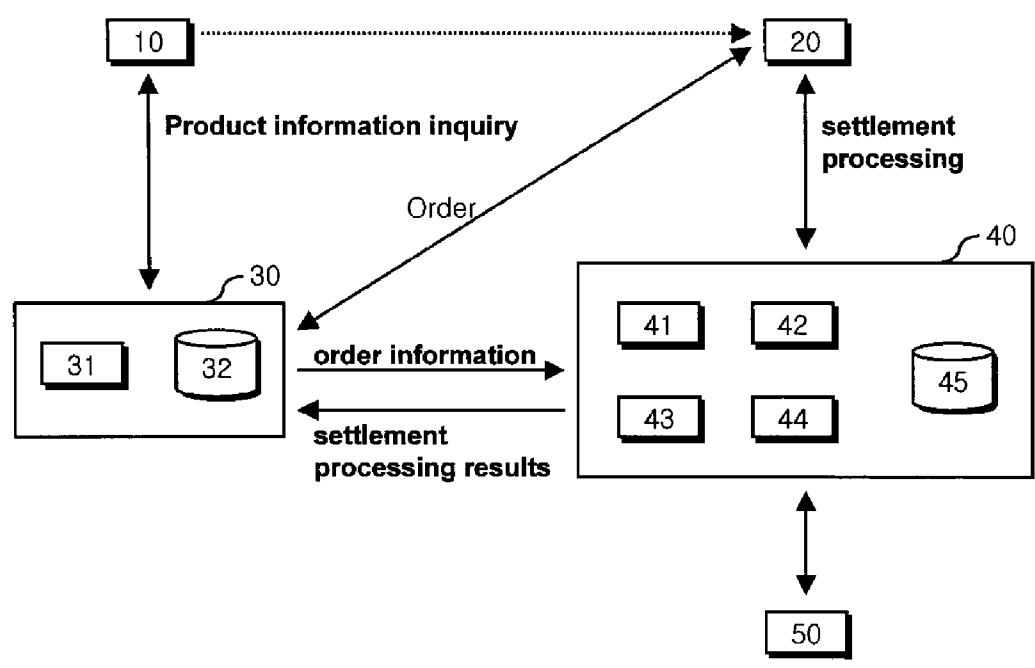 10
20
Product information inquiry
settlement
processing
Order
30
40
31
32
order information
settlement
processing results
41
42
43
44
45
50